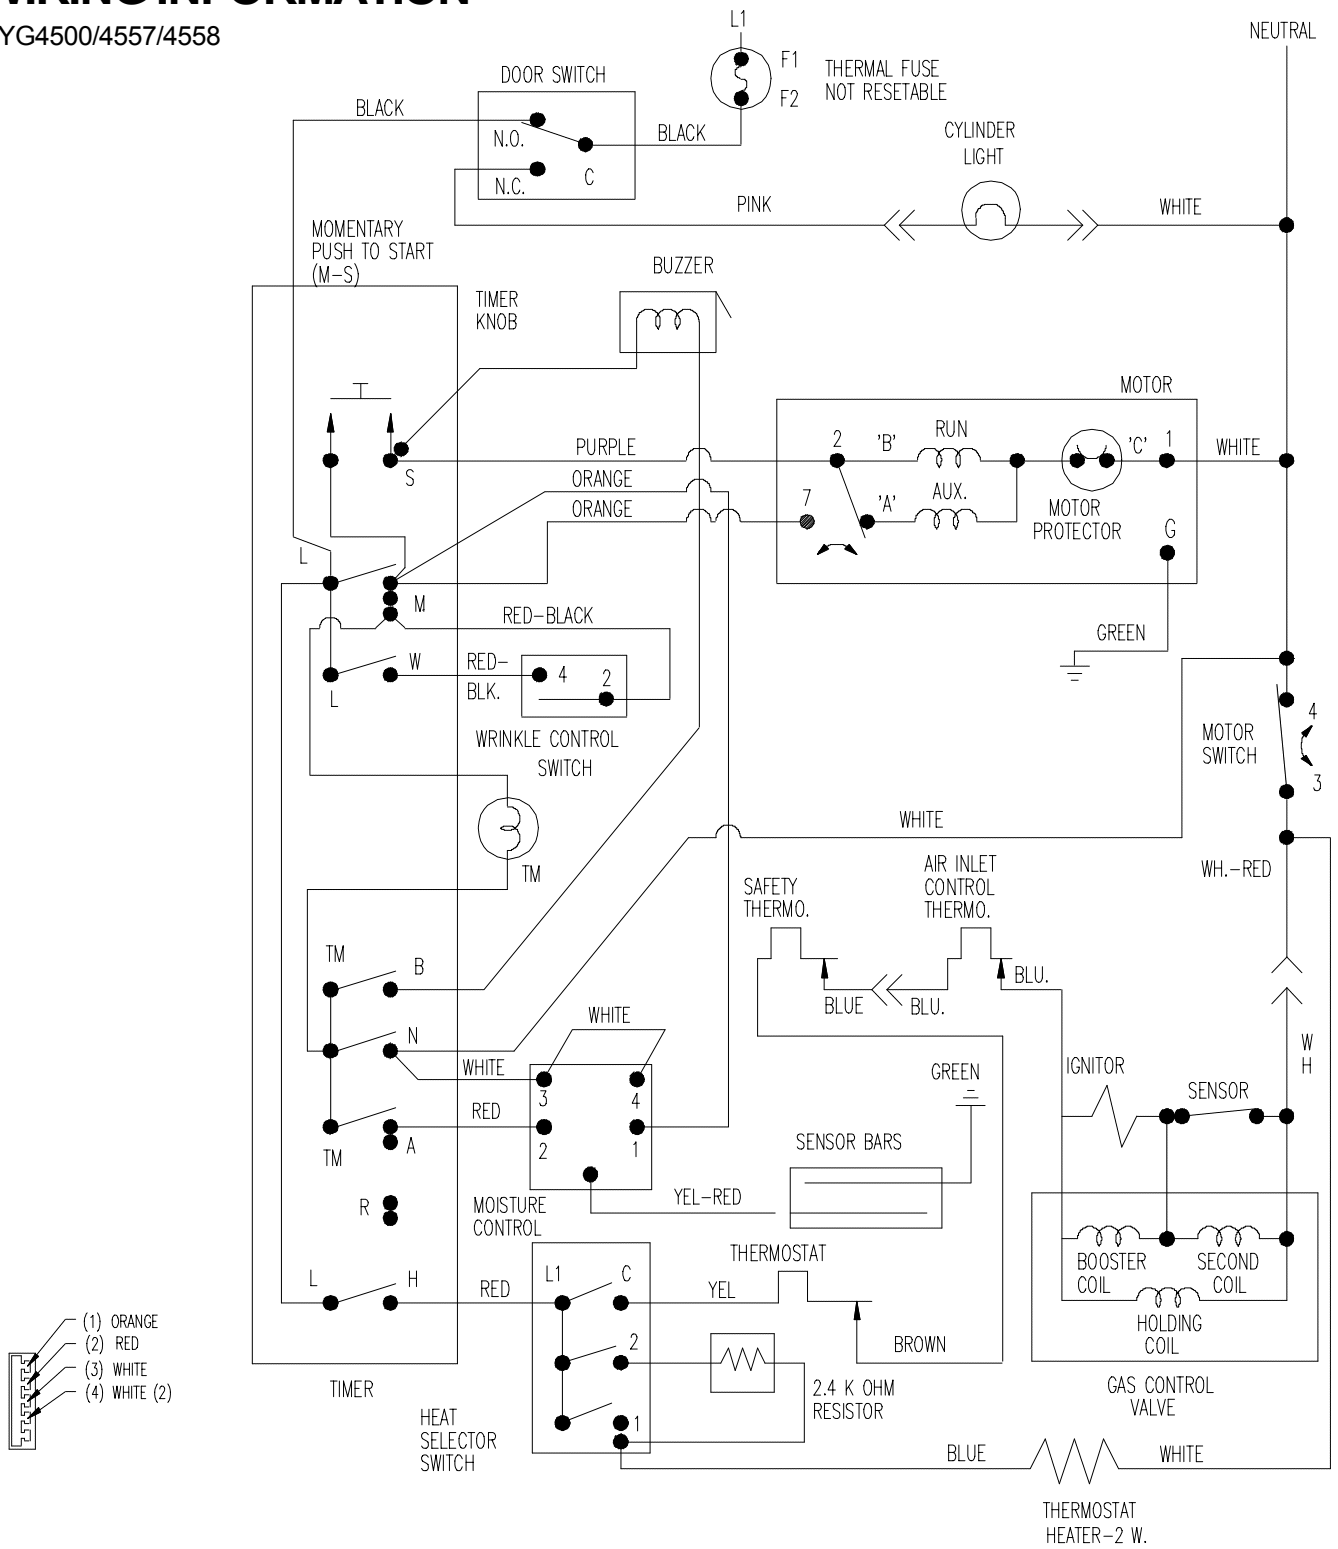 WIRING INFORMATION
YG4500/4557/4558
L1
NEUTRAL
F1
F2
THERMAL FUSE
NOT RESETABLE
DOOR SWITCH
BLACK
N.O.
N.C.
C
BLACK
CYLINDER
LIGHT
PINK
WHITE
MOMENTARY
PUSH TO START
(M-S)
TIMER
KNOB
BUZZER
MOTOR
S
PURPLE
ORANGE
ORANGE
2
'B'
RUN
'C'
1
WHITE
7
'A'
AUX.
MOTOR
PROTECTOR
G
GREEN
L
M
RED-BLACK
W
L
RED-
BLK.
4
2
WRINKLE CONTROL
SWITCH
MOTOR
SWITCH
4
3
TM
WHITE
WH.-RED
SAFETY
THERMO.
AIR INLET
CONTROL
THERMO.
BLUE
BLU.
BLU.
TM
B
N
WHITE
WHITE
RED
A
TM
3
4
2
1
R
MOISTURE
CONTROL
YEL-RED
SENSOR BARS
GREEN
W
H
IGNITOR
SENSOR
BOOSTER
COIL
SECOND
COIL
HOLDING
COIL
GAS CONTROL
VALVE
THERMOSTAT
L
H
RED
L1
C
YEL
BROWN
2
1
2.4 K OHM
RESISTOR
TIMER
HEAT
SELECTOR
SWITCH
BLUE
WHITE
THERMOSTAT
HEATER-2 W.
(1) ORANGE
(2) RED
(3) WHITE
(4) WHITE (2)